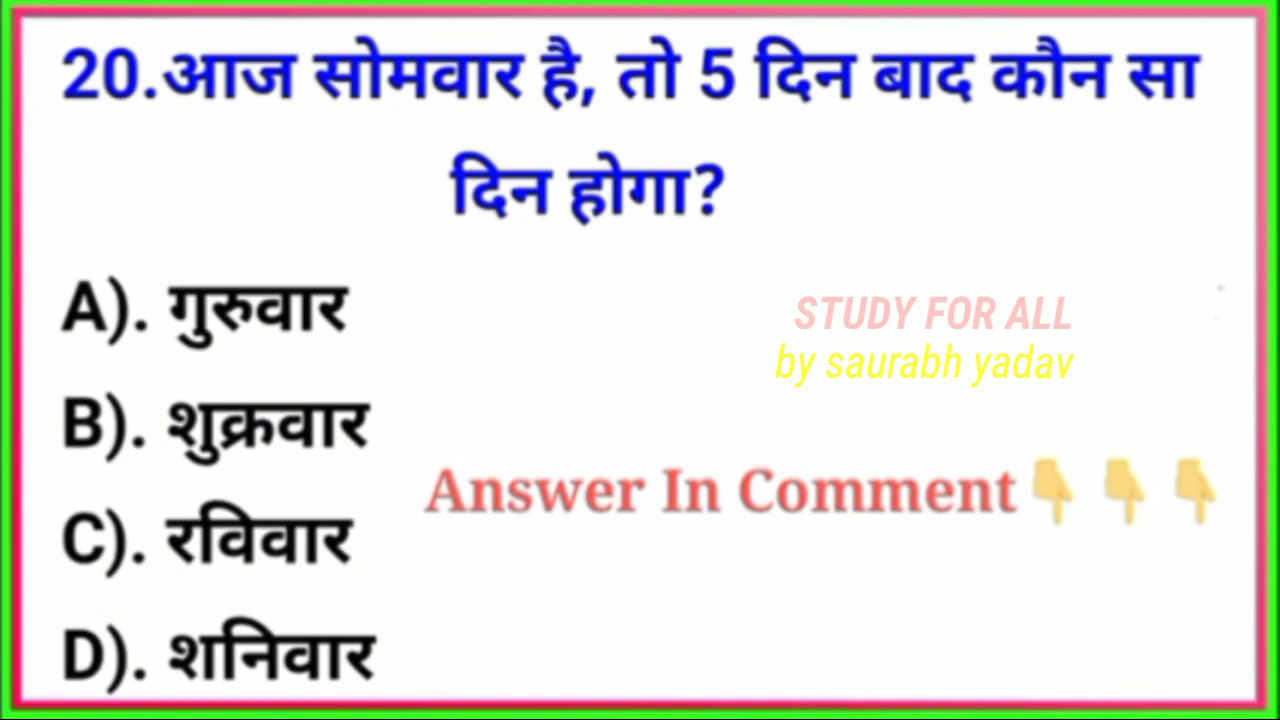 20.आज सोमवार है, तो 5 दिन बाद कौन सा
दिन होगा?
A). गुरुवार
STUDY FOR ALL
by saurabh yadav
B). शुक्रवार
Answer In Comment👇👇👇
C). रविवार
D). शनिवार